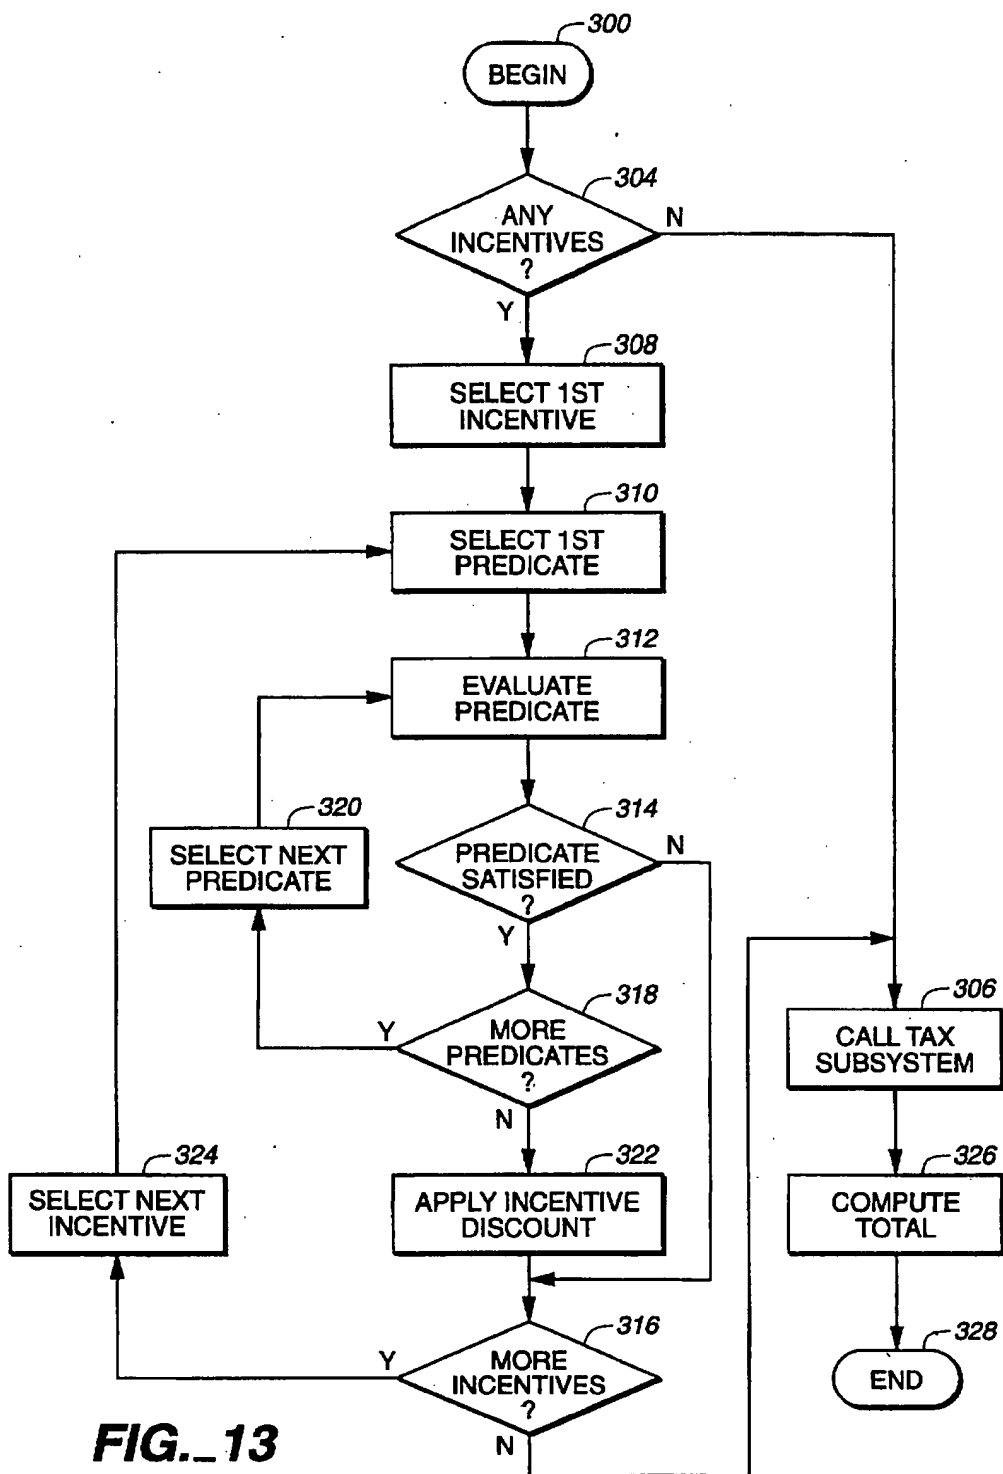 300
BEGIN
304
ANY
INCENTIVES
?
N
Y
308
SELECT 1ST
INCENTIVE
310
SELECT 1ST
PREDICATE
312
EVALUATE
PREDICATE
320
SELECT NEXT
PREDICATE
314
PREDICATE
SATISFIED
?
N
Y
318
MORE
PREDICATES
?
Y
N
306
CALL TAX
SUBSYSTEM
324
SELECT NEXT
INCENTIVE
322
APPLY INCENTIVE
DISCOUNT
326
COMPUTE
TOTAL
316
MORE
INCENTIVES
?
Y
N
328
END
FIG._13